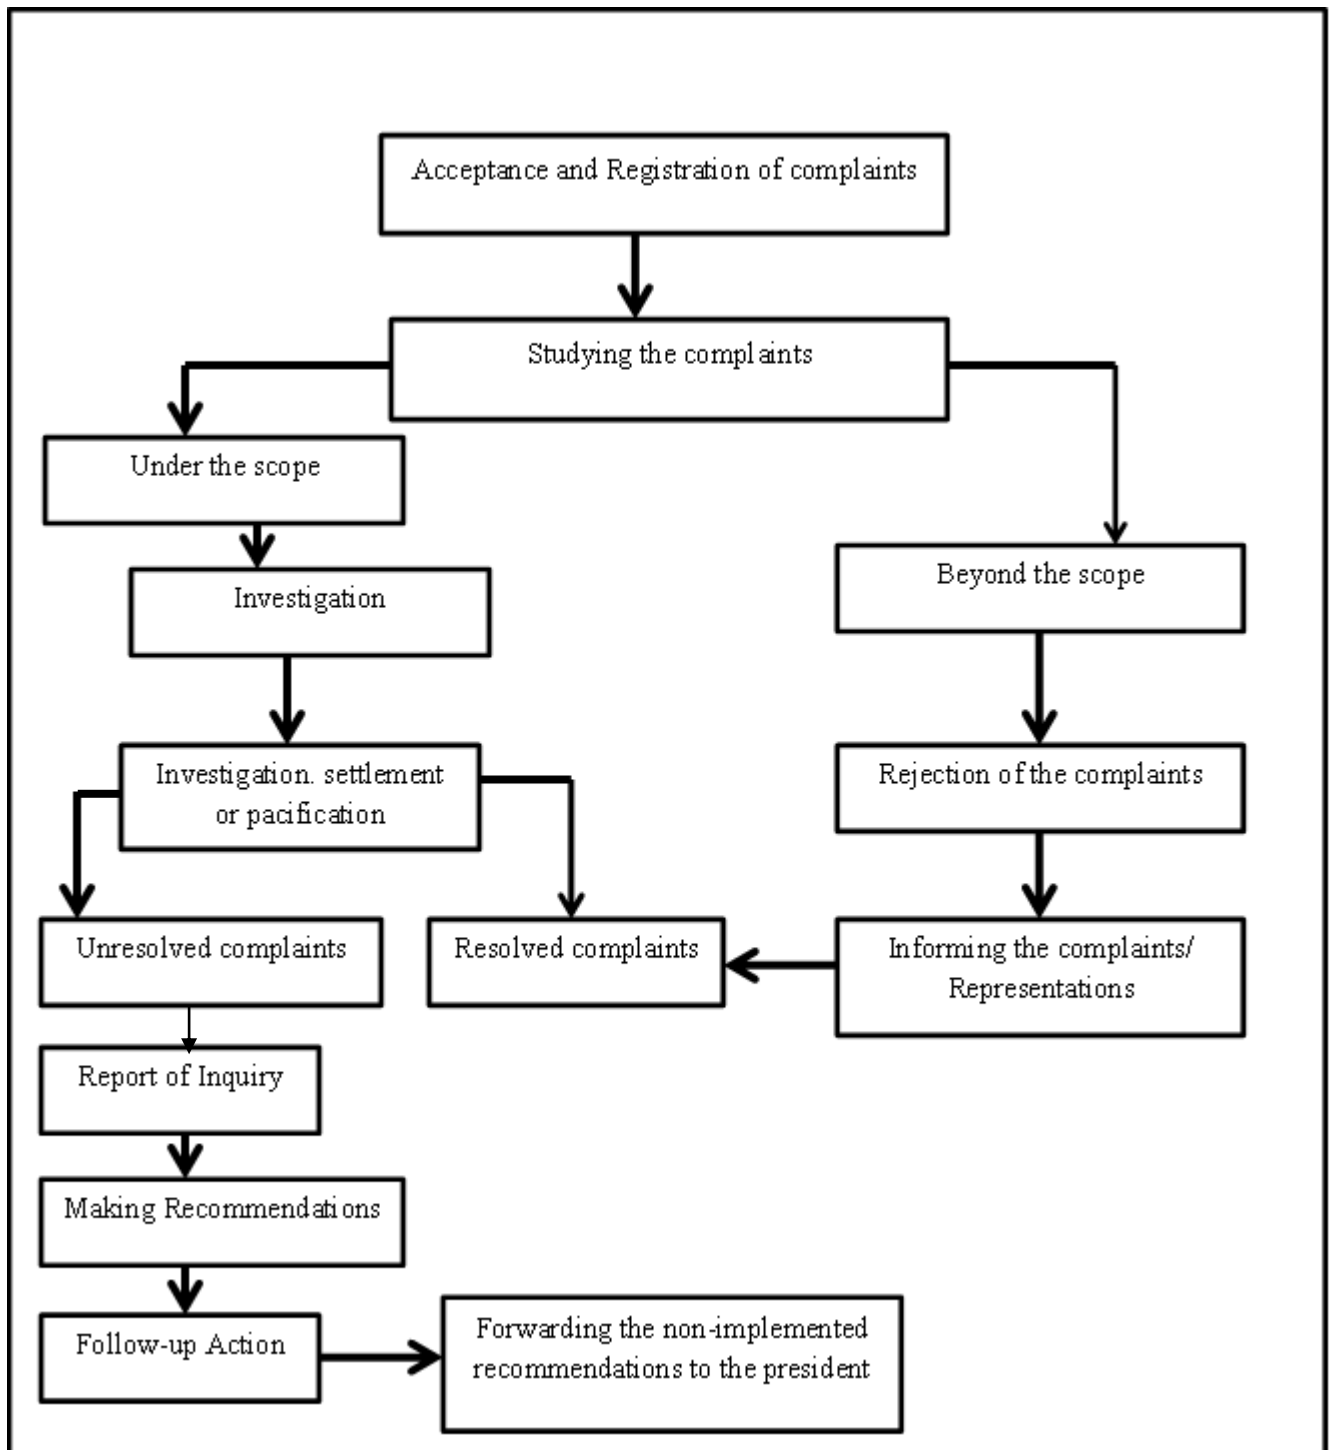 Acceptance and Registration of complaints
Studying the complaints
Under the scope
Beyond the scope
Investigation
Investigation. settlement
or pacification
Rejection of the complaints
Unresolved complaints
Resolved complaints
Informing the complaints/
Representations
Report of Inquiry
Making Recommendations
Follow-up Action
Forwarding the non-implemented
recommendations to the president